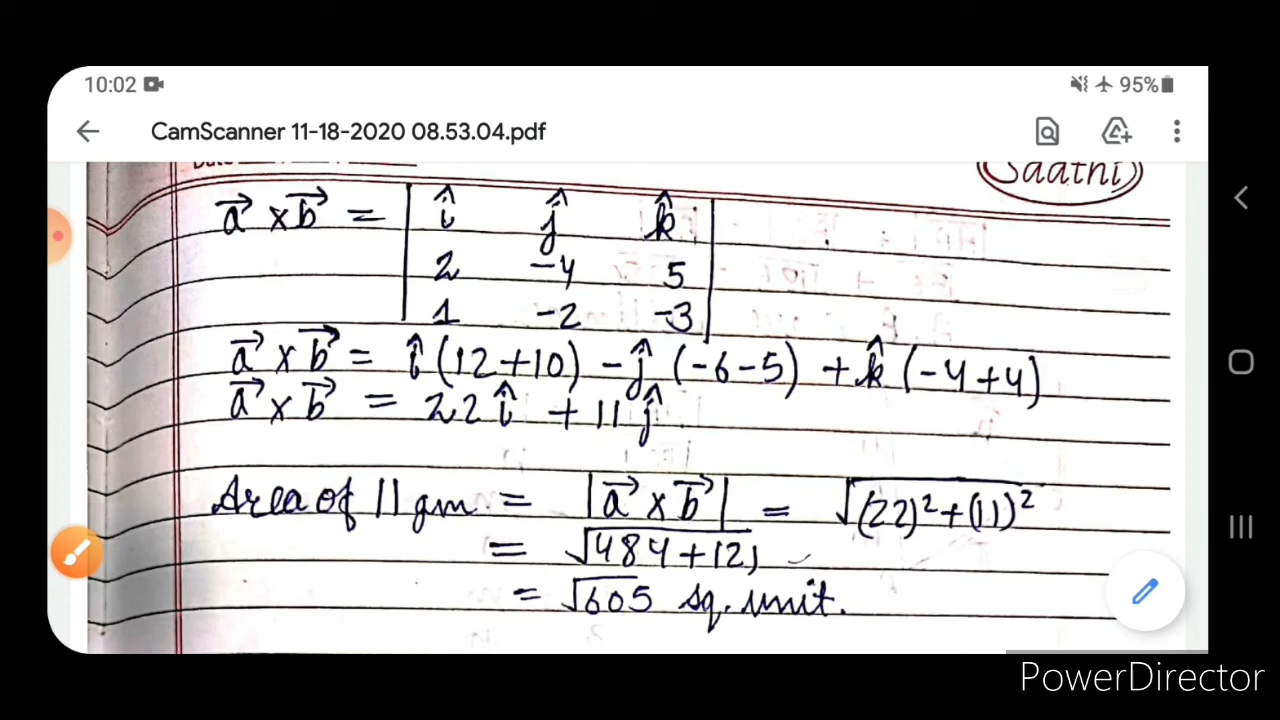 10:02 95%
CamScanner 11-18-2020 08.53.04.pdf
Saathi
a⃗ × b⃗ = | î ĵ k̂ |
2 -4 5
1 -2 -3
a⃗ × b⃗ = î (12+10) - ĵ (-6-5) + k̂ (-4+4)
a⃗ × b⃗ = 22 î + 11 ĵ
Area of ||gm = |a⃗ × b⃗| = √(22)²+(11)²
= √484+121
= √605 sq. unit.
PowerDirector